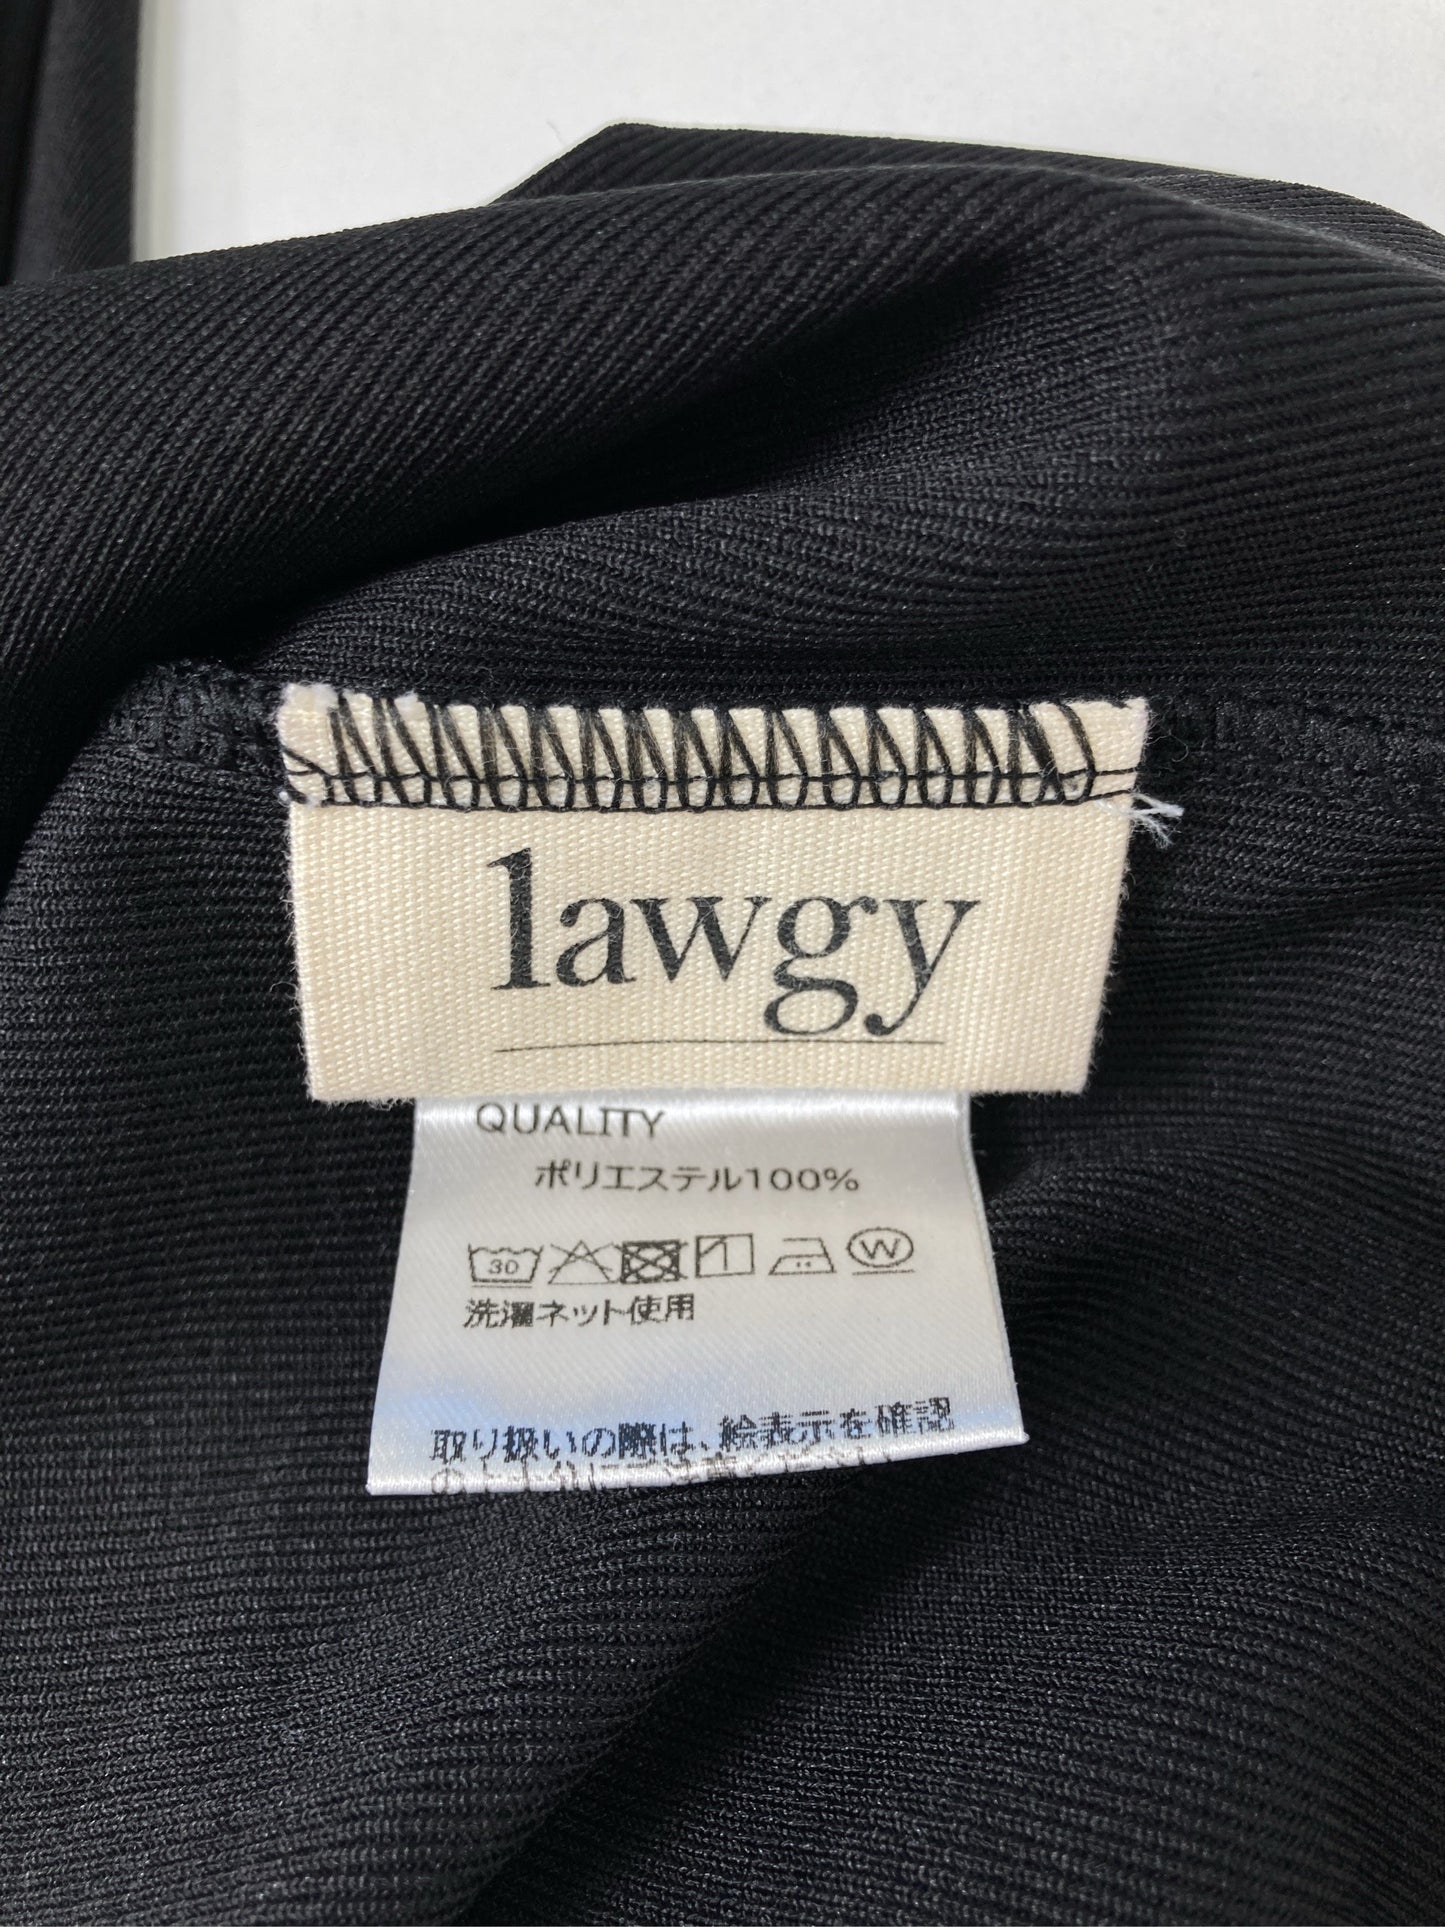 lawgy
QUALITY
ポリエステル100%
30
W
洗濯ネット使用
取り扱いの際は、絵表示を確認